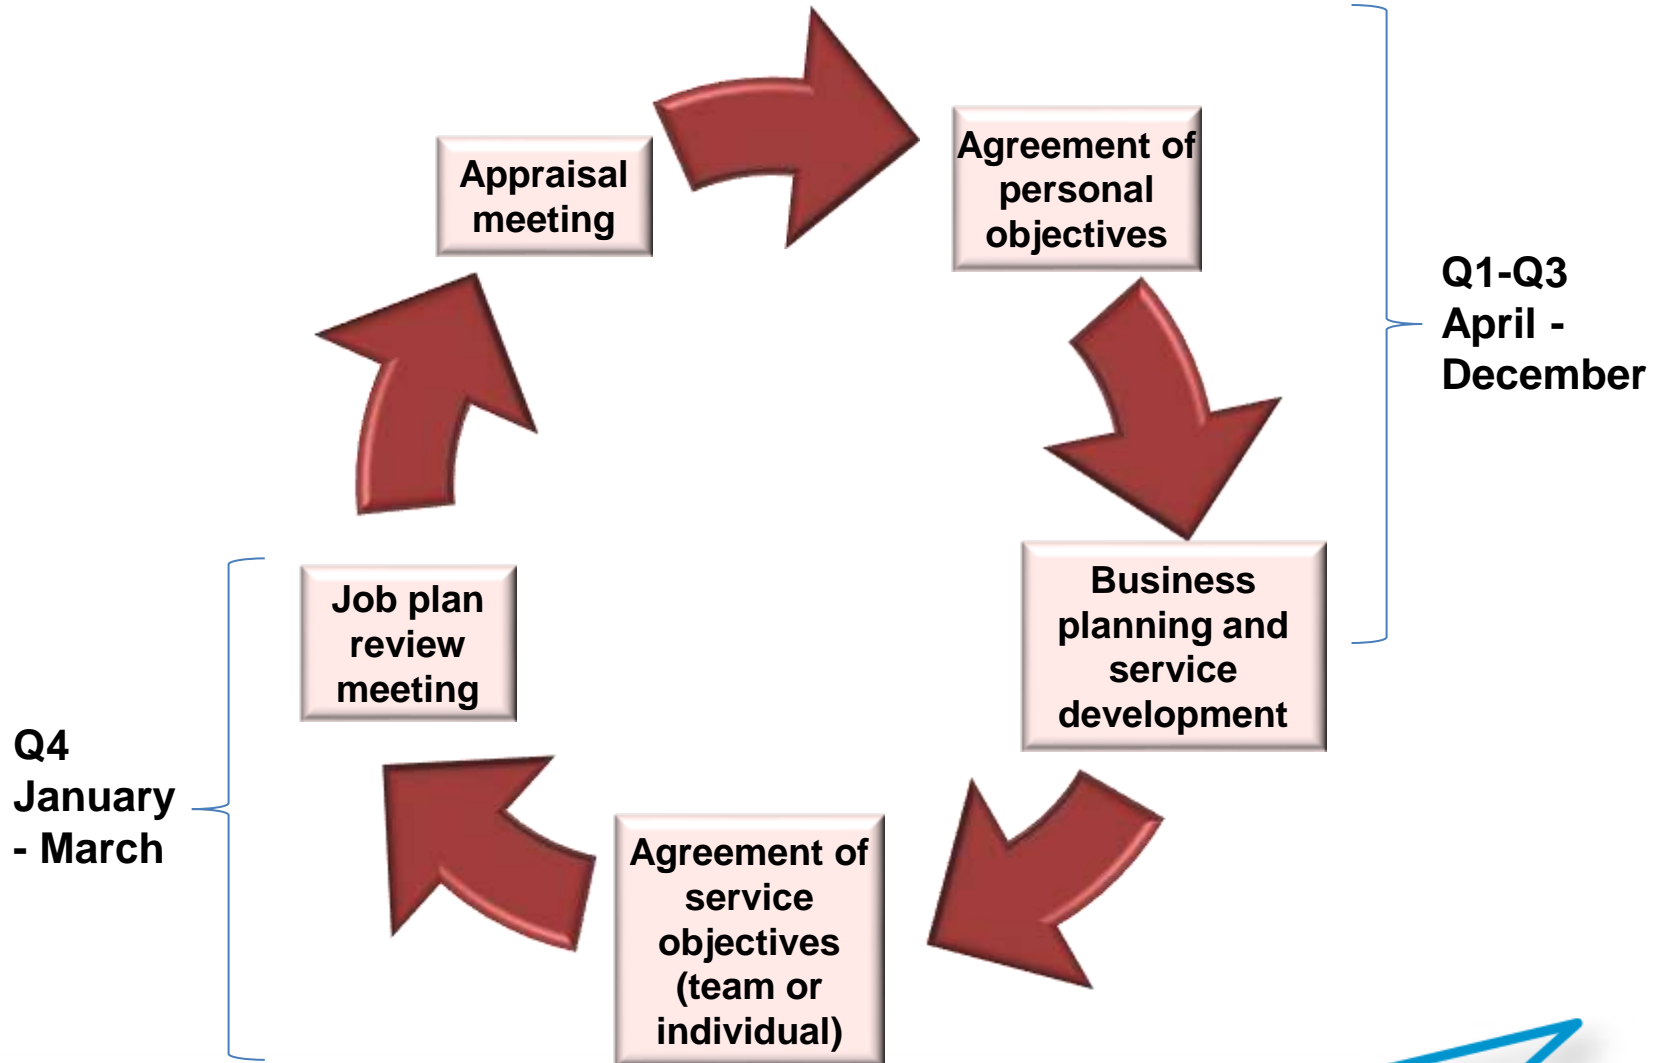 Appraisal
meeting
Agreement of
personal
objectives
Q1-Q3
April -
December
Business
planning and
service
development
Agreement of
service
objectives
(team or
individual)
Job plan
review
meeting
Q4
January
- March